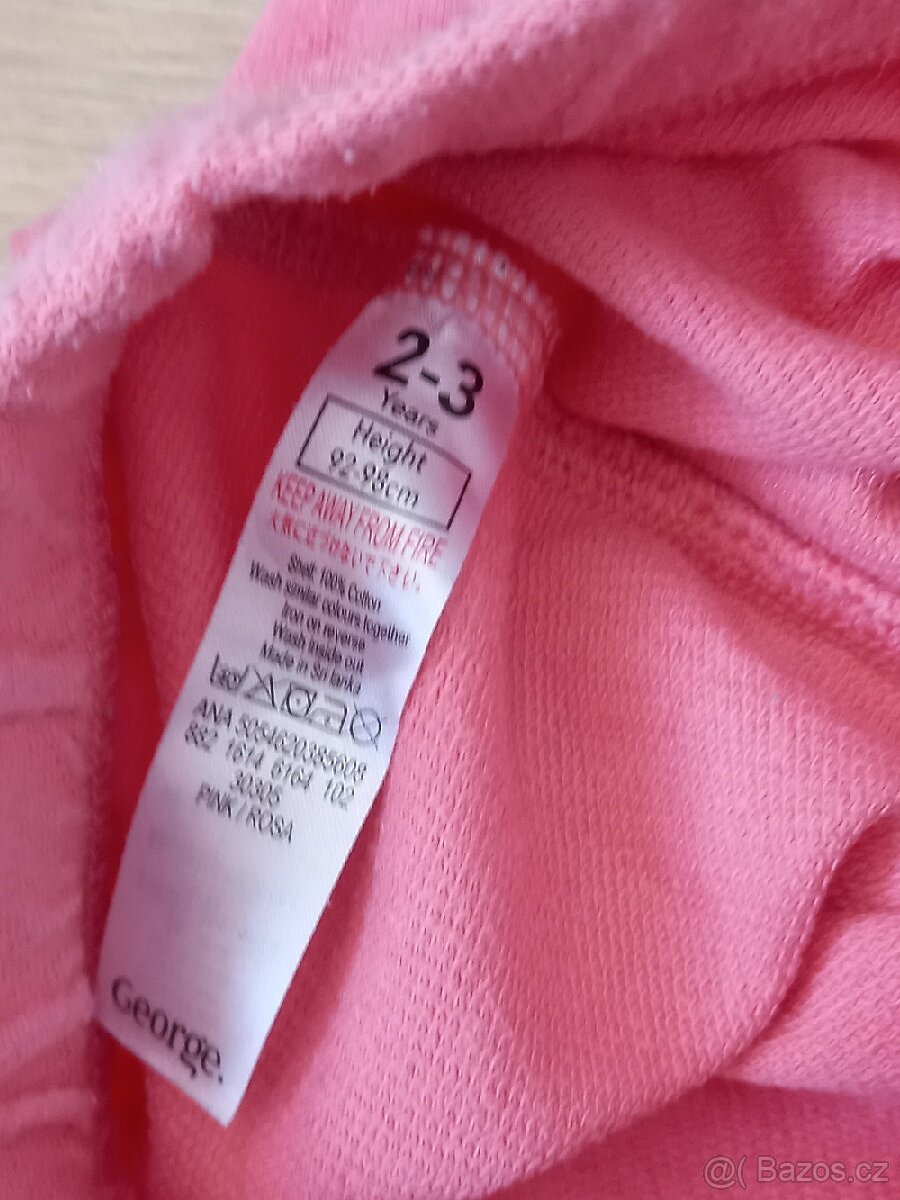 2-3
Years
Height
92-98cm
KEEP AWAY FROM FIRE
Shell 100% Cotton
Wash similar colours together
Iron on reverse
Wash inside out
Made in Sri lanka
ANA 5054620385608
882 1614 6164 102
30305
PINK / ROSA
George.
@( Bazos.cz